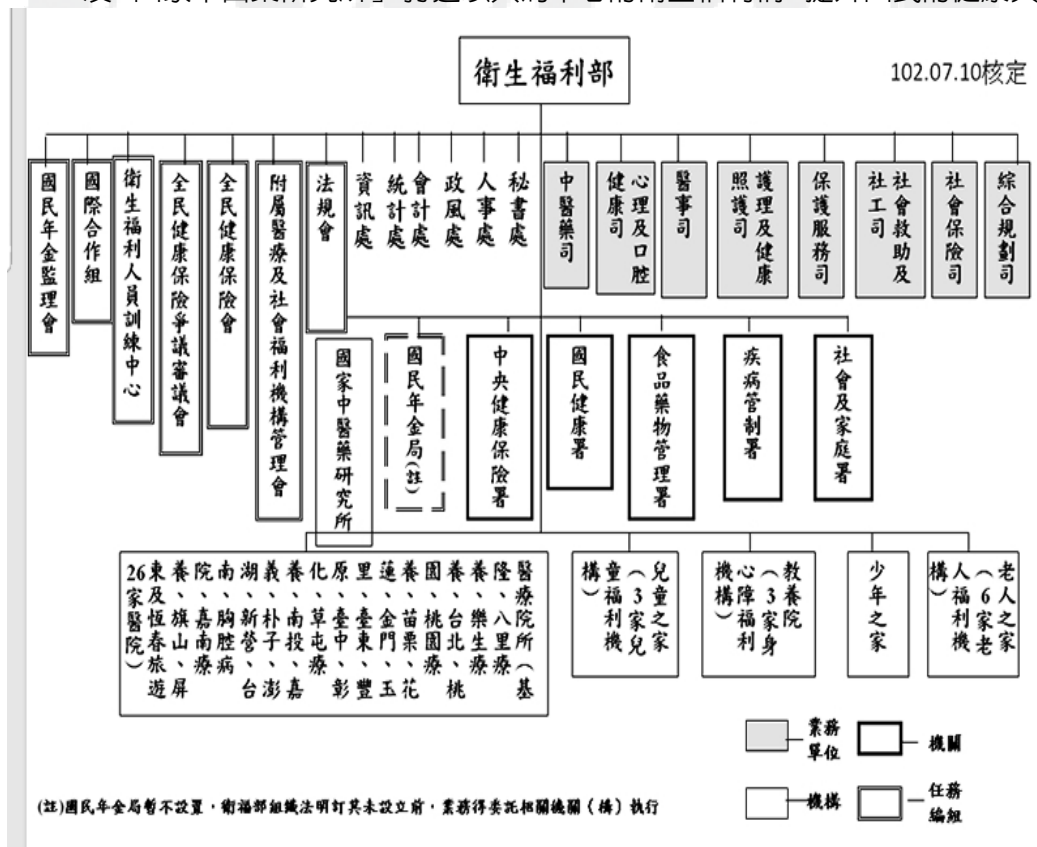 衛生福利部
102.07.10核定
綜合規劃司
社會保險司
社會救助及
社工司
保護服務司
護理及健康
照護司
醫事司
心理及口腔
健康司
中醫藥司
秘書處
人事處
政風處
會計處
統計處
資訊處
法規會
附屬醫療及社會福利機構管理會
全民健康保險會
全民健康保險爭議審議會
衛生福利人員訓練中心
國際合作組
國民年金監理會
社會及家庭署
疾病管制署
食品藥物管理署
國民健康署
中央健康保險署
國民年金局(註)
國家中醫藥研究所
老人之家
（6家老
人福利機
構）
少年之家
教養院
（3家身
心障福利
機構）
兒童之家
（3家兒
童福利機
構）
醫療院所（基
隆、八里療
養、樂生療
養、台北、桃
園、桃園療
養、苗栗、花
蓮、金門、玉
里、臺東、豐
原、臺中、彰
化、草屯療
養、南投、嘉
義、朴子、澎
湖、新營、台
南、胸腔病
院、嘉南療
養、旗山、屏
東及恆春旅遊
26家醫院）
業務
單位
機關
機構
任務
編組
(註)國民年金局暫不設置，衛福部組織法明訂其未設立前，業務得委託相關機關（構）執行